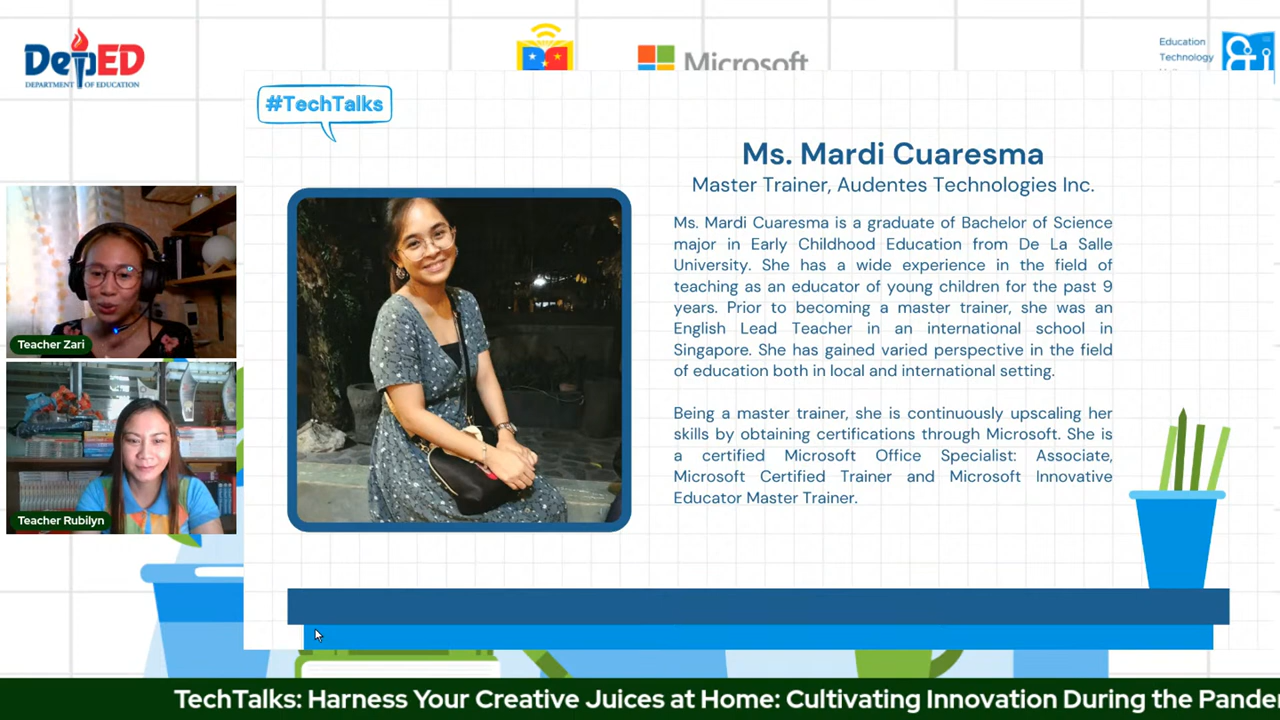 DepED
DEPARTMENT OF EDUCATION
Microsoft
Education
Technology
#TechTalks
Ms. Mardi Cuaresma
Master Trainer, Audentes Technologies Inc.
Ms. Mardi Cuaresma is a graduate of Bachelor of Science
major in Early Childhood Education from De La Salle
University. She has a wide experience in the field of
teaching as an educator of young children for the past 9
years. Prior to becoming a master trainer, she was an
English Lead Teacher in an international school in
Singapore. She has gained varied perspective in the field
of education both in local and international setting.
Being a master trainer, she is continuously upscaling her
skills by obtaining certifications through Microsoft. She is
a certified Microsoft Office Specialist: Associate,
Microsoft Certified Trainer and Microsoft Innovative
Educator Master Trainer.
Teacher Zari
Teacher Rubilyn
TechTalks: Harness Your Creative Juices at Home: Cultivating Innovation During the Pande